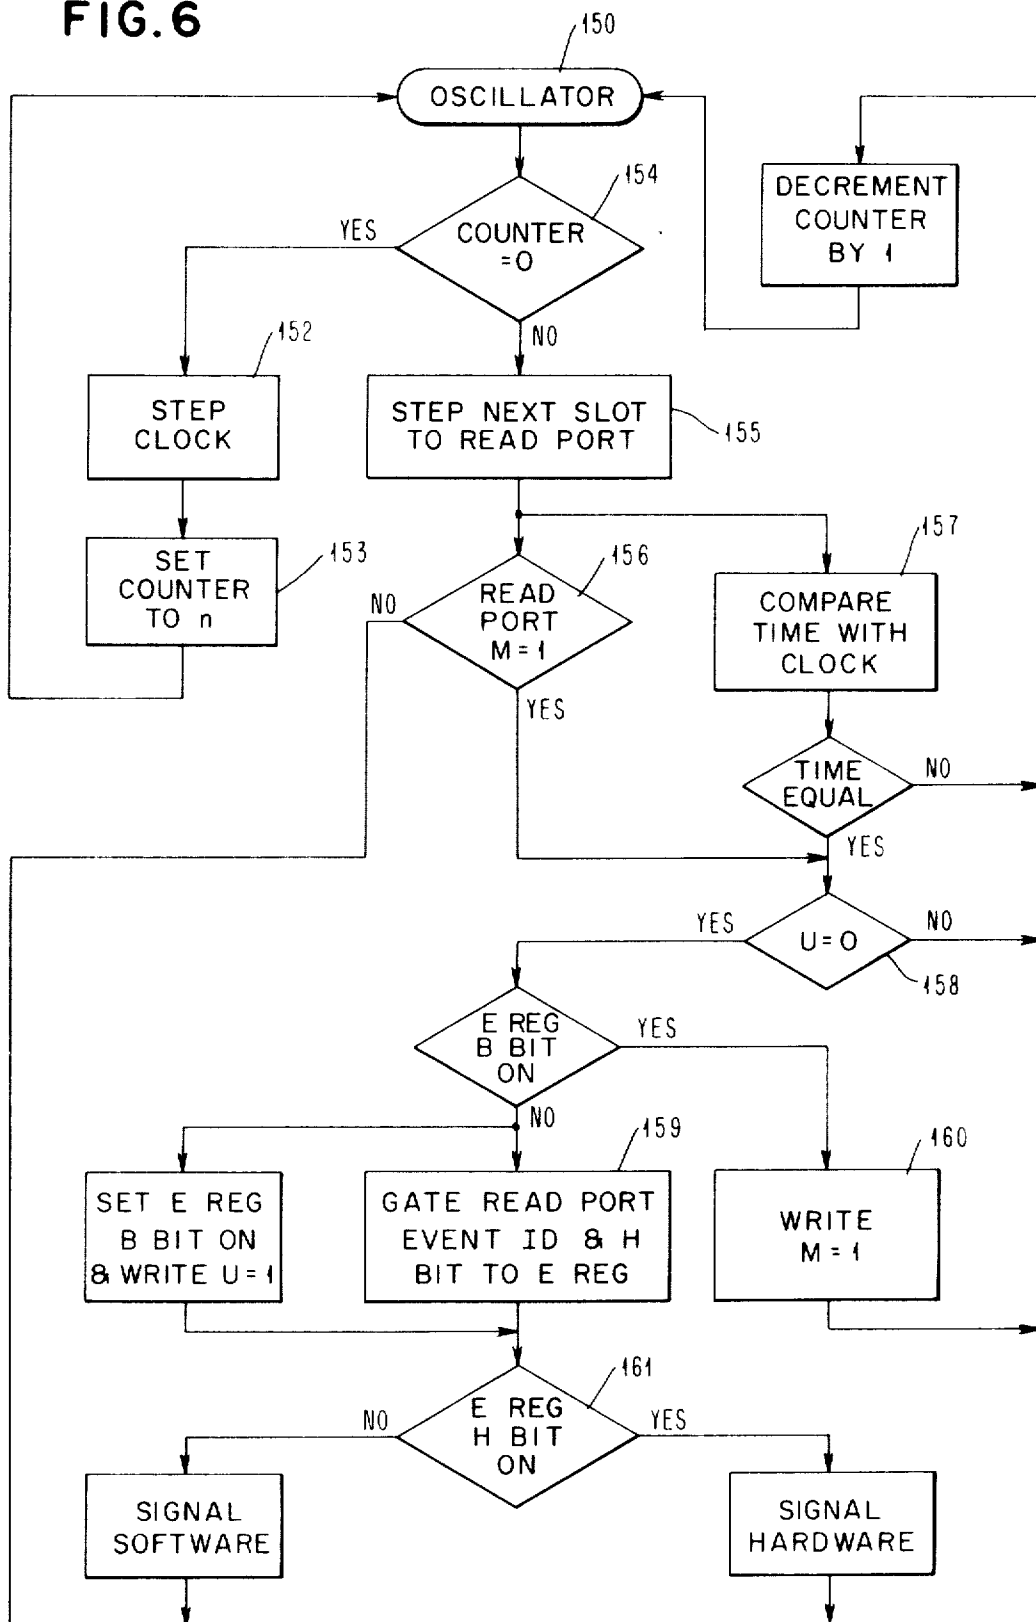 FIG.6
150
OSCILLATOR
154
DECREMENT
COUNTER
BY 1
YES
COUNTER
=0
NO
152
STEP
CLOCK
STEP NEXT SLOT
TO READ PORT
155
157
153
SET
COUNTER
TO n
156
NO
READ
PORT
M=1
COMPARE
TIME WITH
CLOCK
YES
TIME
EQUAL
NO
YES
YES
U=0
NO
158
E REG
B BIT
ON
YES
NO
159
160
SET E REG
B BIT ON
& WRITE U=1
GATE READ PORT
EVENT ID & H
BIT TO E REG
WRITE
M=1
161
NO
E REG
H BIT
ON
YES
SIGNAL
SOFTWARE
SIGNAL
HARDWARE